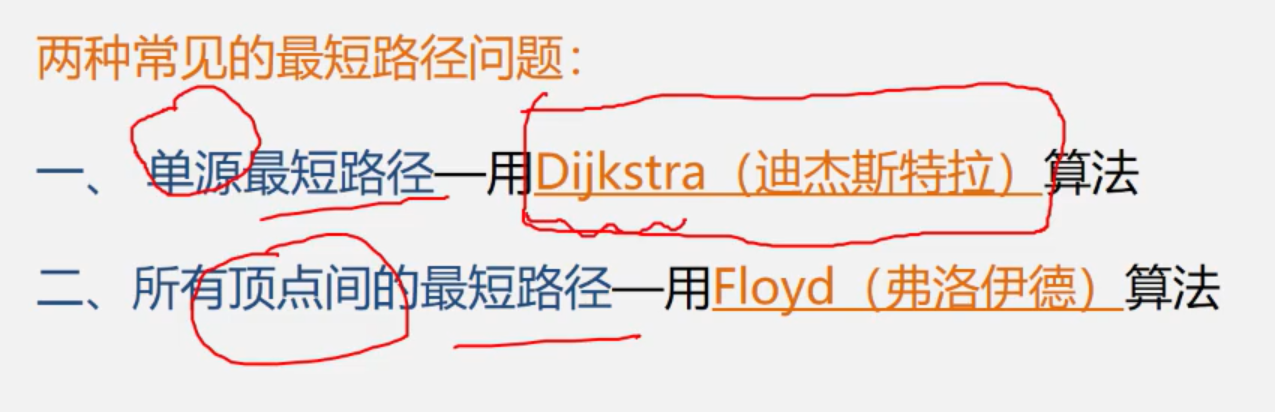 两种常见的最短路径问题：
一、 单源最短路径—用Dijkstra（迪杰斯特拉）算法
二、所有顶点间的最短路径—用Floyd（弗洛伊德）算法